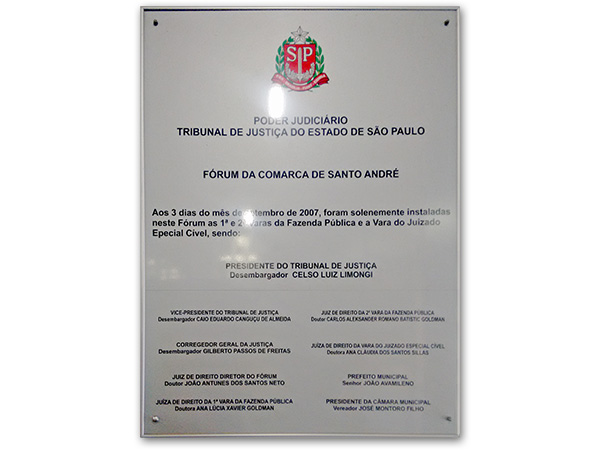 SP
PODER JUDICIÁRIO
TRIBUNAL DE JUSTIÇA DO ESTADO DE SÃO PAULO
FÓRUM DA COMARCA DE SANTO ANDRÉ
Aos 3 dias do mês de setembro de 2007, foram solenemente instaladas
neste Fórum as 1ª e 2ª Varas da Fazenda Pública e a Vara do Juizado
Epecial Cível, sendo:
PRESIDENTE DO TRIBUNAL DE JUSTIÇA
Desembargador CELSO LUIZ LIMONGI
VICE-PRESIDENTE DO TRIBUNAL DE JUSTIÇA
Desembargador CAIO EDUARDO CANGUÇU DE ALMEIDA
CORREGEDOR GERAL DA JUSTIÇA
Desembargador GILBERTO PASSOS DE FREITAS
JUIZ DE DIREITO DIRETOR DO FÓRUM
Doutor JOÃO ANTUNES DOS SANTOS NETO
JUÍZA DE DIREITO DA 1ª VARA DA FAZENDA PÚBLICA
Doutora ANA LÚCIA XAVIER GOLDMAN
JUIZ DE DIREITO DA 2ª VARA DA FAZENDA PÚBLICA
Doutor CARLOS ALEKSANDER ROMANO BATISTIC GOLDMAN
JUÍZA DE DIREITO DA VARA DO JUIZADO ESPECIAL CÍVEL
Doutora ANA CLÁUDIA DOS SANTOS SILLAS
PREFEITO MUNICIPAL
Senhor JOÃO AVAMILENO
PRESIDENTE DA CÂMARA MUNICIPAL
Vereador JOSÉ MONTORO FILHO